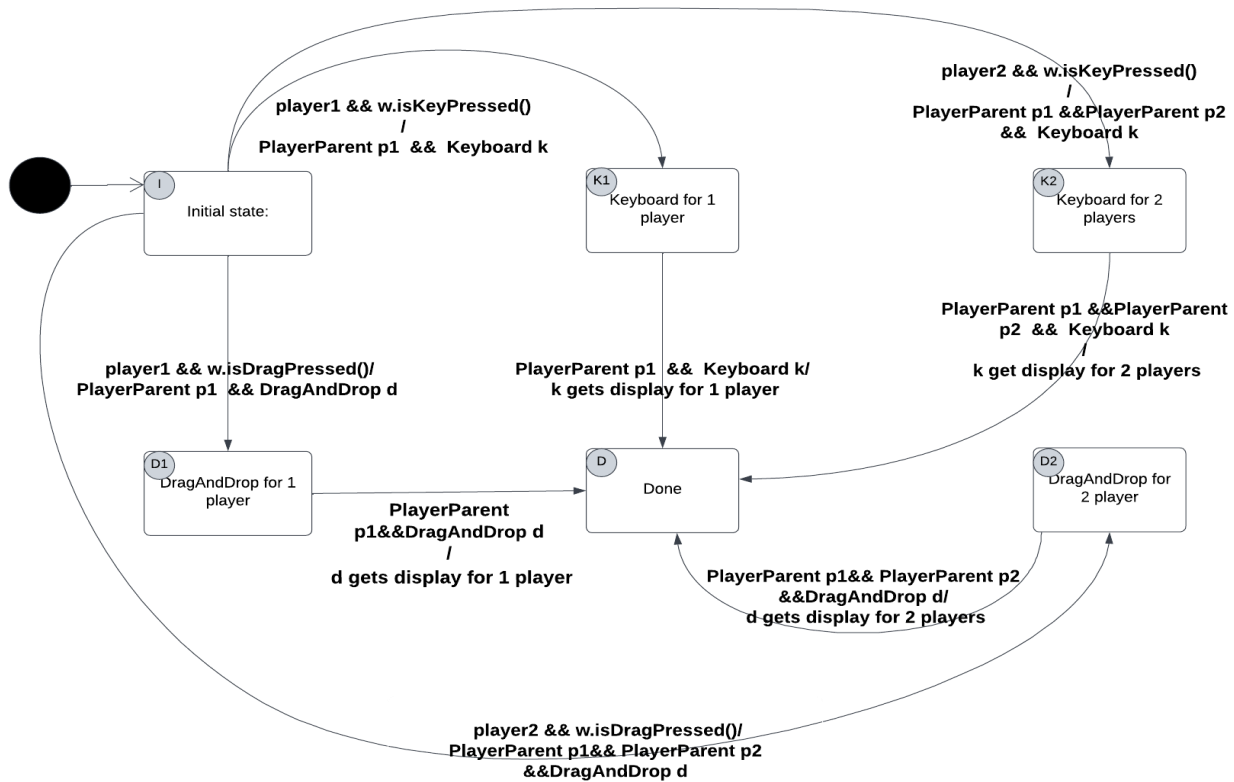 player2 && w.isKeyPressed()
/
PlayerParent p1 &&PlayerParent p2
&& Keyboard k
player1 && w.isKeyPressed()
/
PlayerParent p1 && Keyboard k
I
Initial state:
K1
Keyboard for 1
player
K2
Keyboard for 2
players
PlayerParent p1 &&PlayerParent
p2 && Keyboard k
/
k get display for 2 players
player1 && w.isDragPressed()/
PlayerParent p1 && DragAndDrop d
PlayerParent p1 && Keyboard k/
k gets display for 1 player
D1
DragAndDrop for 1
player
D
Done
D2
DragAndDrop for
2 player
PlayerParent
p1&&DragAndDrop d
/
d gets display for 1 player
PlayerParent p1&& PlayerParent p2
&&DragAndDrop d/
d gets display for 2 players
player2 && w.isDragPressed()/
PlayerParent p1&& PlayerParent p2
&&DragAndDrop d